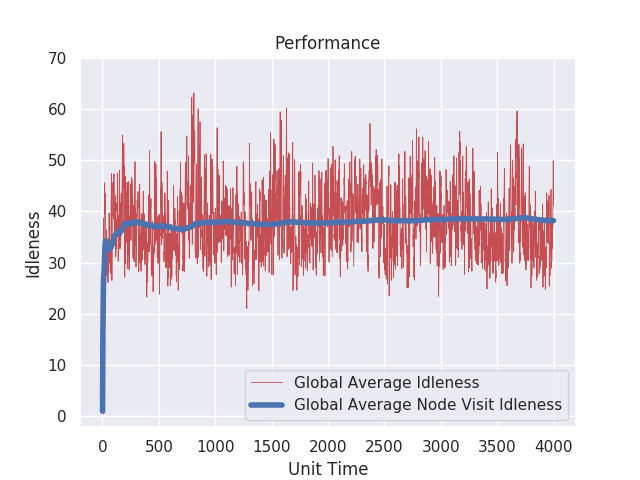 Performance
70
60
50
40
30
20
10
0
Idleness
0 500 1000 1500 2000 2500 3000 3500 4000
Unit Time
Global Average Idleness
Global Average Node Visit Idleness